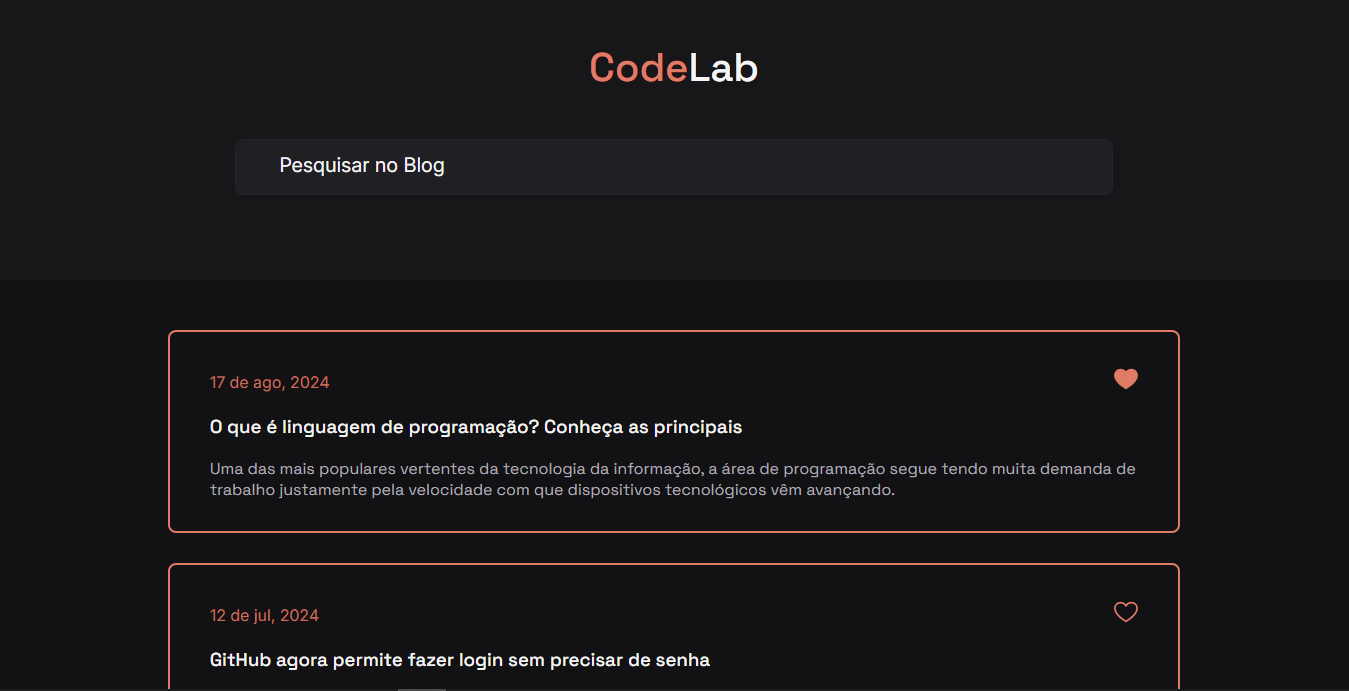 CodeLab
Pesquisar no Blog
17 de ago, 2024
O que é linguagem de programação? Conheça as principais
Uma das mais populares vertentes da tecnologia da informação, a área de programação segue tendo muita demanda de
trabalho justamente pela velocidade com que dispositivos tecnológicos vêm avançando.
12 de jul, 2024
GitHub agora permite fazer login sem precisar de senha